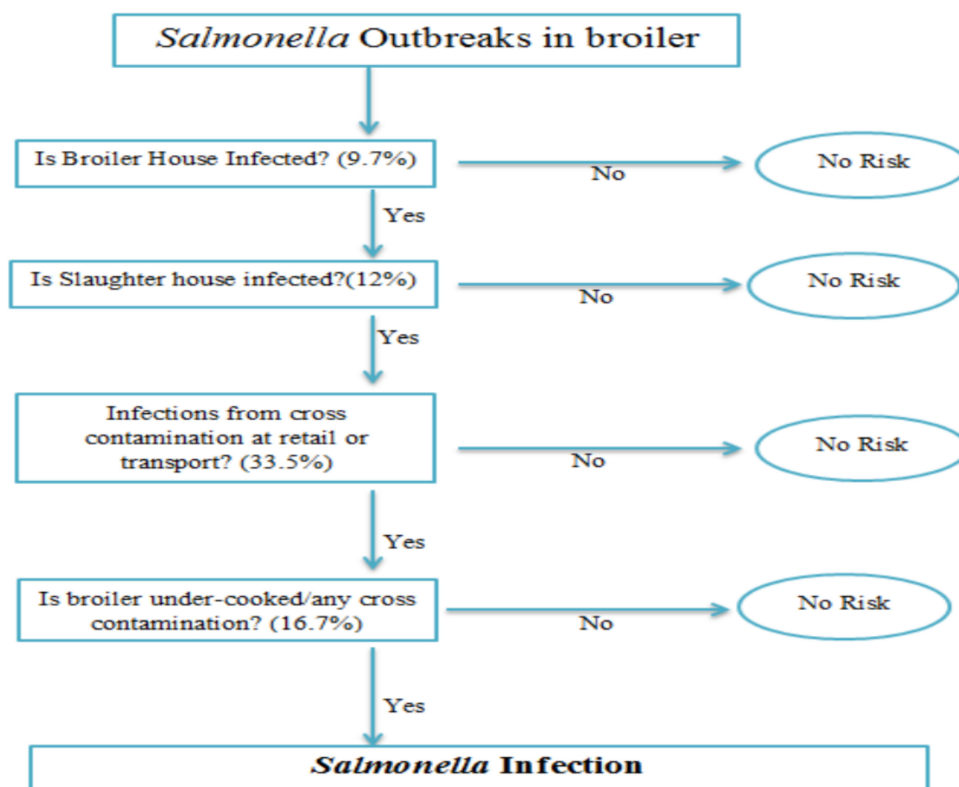 Salmonella Outbreaks in broiler
Is Broiler House Infected? (9.7%)
No
No Risk
Yes
Is Slaughter house infected?(12%)
No
No Risk
Yes
Infections from cross
contamination at retail or
transport? (33.5%)
No
No Risk
Yes
Is broiler under-cooked/any cross
contamination? (16.7%)
No
No Risk
Yes
Salmonella Infection